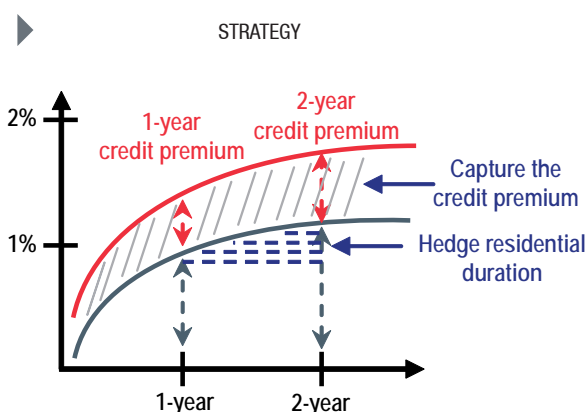 STRATEGY
2%
1-year
credit premium
2-year
credit premium
Capture the
credit premium
1%
Hedge residential
duration
1-year
2-year